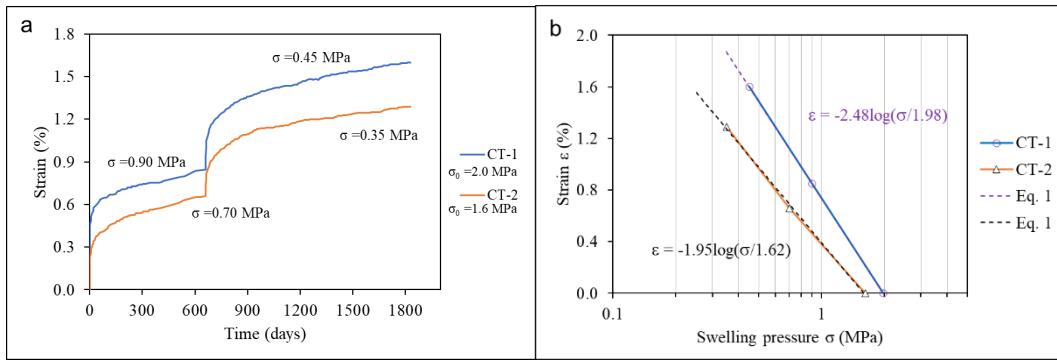 a
1.8
1.5
1.2
0.9
0.6
0.3
0.0
Strain (%)
0
300
600
900
1200
1500
1800
Time (days)
σ =0.45 MPa
σ =0.90 MPa
σ =0.35 MPa
σ =0.70 MPa
CT-1
σ₀ =2.0 MPa
CT-2
σ₀ =1.6 MPa
b
2.0
1.6
1.2
0.8
0.4
0.0
Strain ε (%)
0.1
1
Swelling pressure σ (MPa)
ε = -2.48log(σ/1.98)
ε = -1.95log(σ/1.62)
CT-1
CT-2
Eq. 1
Eq. 1